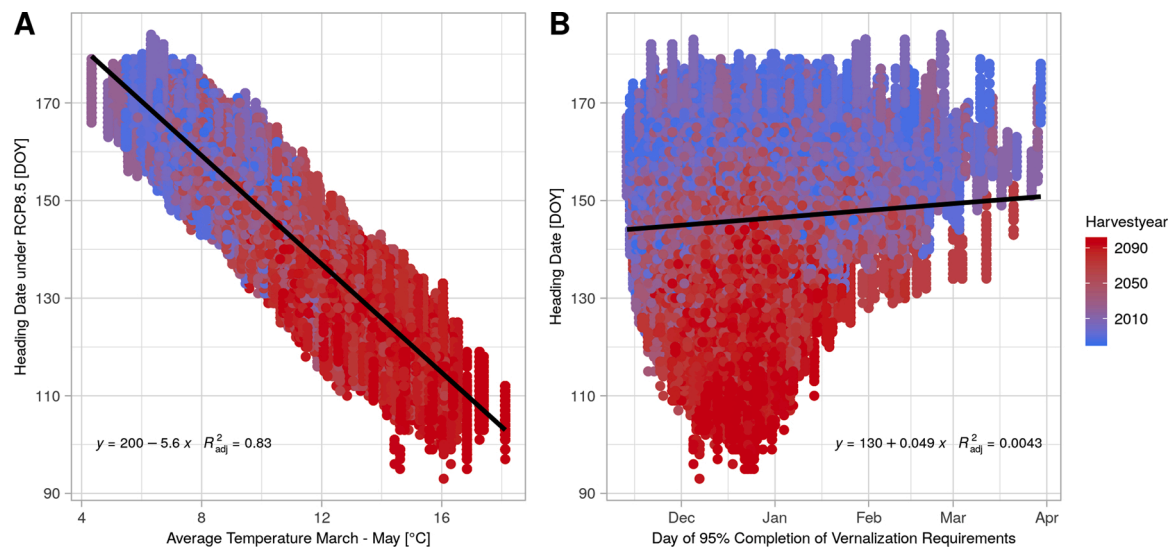 A
Heading Date under RCP8.5 [DOY]
170
150
130
110
90
y = 200 − 5.6 x R²adj = 0.83
4 8 12 16
Average Temperature March - May [°C]
B
Heading Date [DOY]
170
150
130
110
90
y = 130 + 0.049 x R²adj = 0.0043
Dec Jan Feb Mar Apr
Day of 95% Completion of Vernalization Requirements
Harvestyear
2090
2050
2010